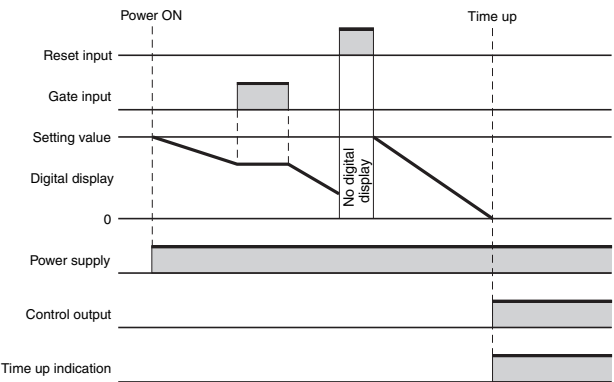 Power ON
Time up
Reset input
Gate input
Setting value
Digital display
No digital
display
0
Power supply
Control output
Time up indication